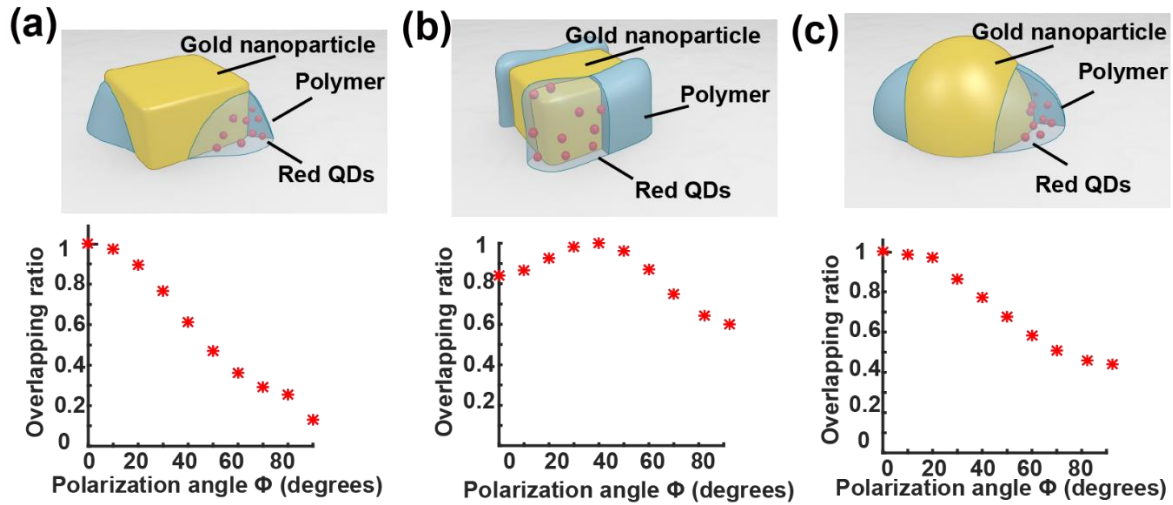 (a)
Gold nanoparticle
Polymer
Red QDs
Overlapping ratio
1
0.8
0.6
0.4
0.2
0
0 20 40 60 80
Polarization angle Φ (degrees)
(b)
Gold nanoparticle
Polymer
Red QDs
Overlapping ratio
1
0.8
0.6
0.4
0.2
0
0 20 40 60 80
Polarization angle Φ (degrees)
(c)
Gold nanoparticle
Polymer
Red QDs
Overlapping ratio
1
0.8
0.6
0.4
0.2
0
0 20 40 60 80
Polarization angle Φ (degrees)